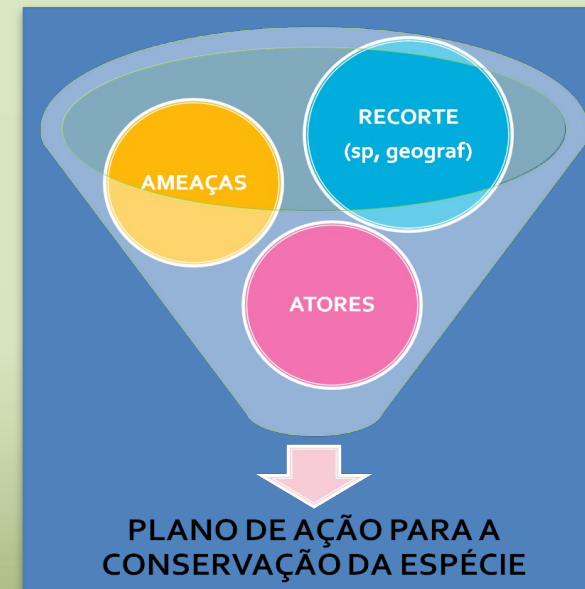 RECORTE
(sp, geograf)
AMEAÇAS
ATORES
PLANO DE AÇÃO PARA A
CONSERVAÇÃO DA ESPÉCIE